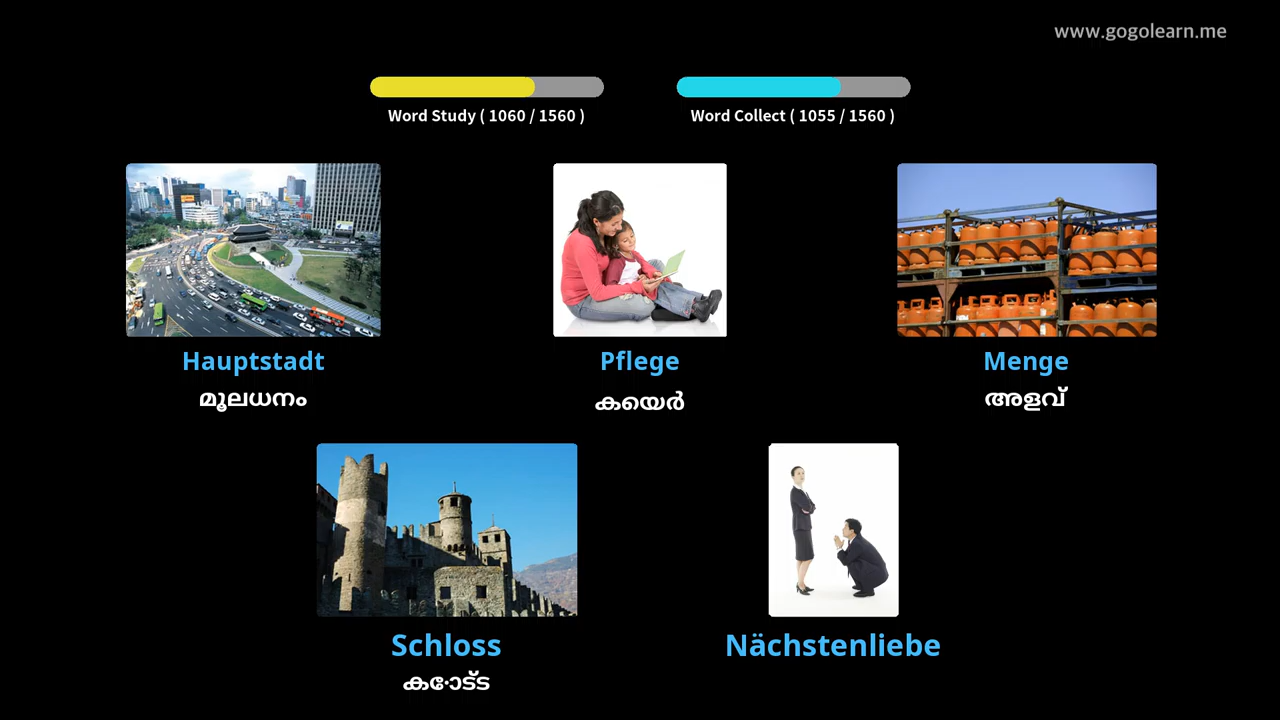 www.gogolearn.me
Word Study ( 1060 / 1560 )
Word Collect ( 1055 / 1560 )
Hauptstadt
Pflege
Menge
മൂലധനം
കയെർ
അളവ്
Schloss
Nächstenliebe
കോട്ട